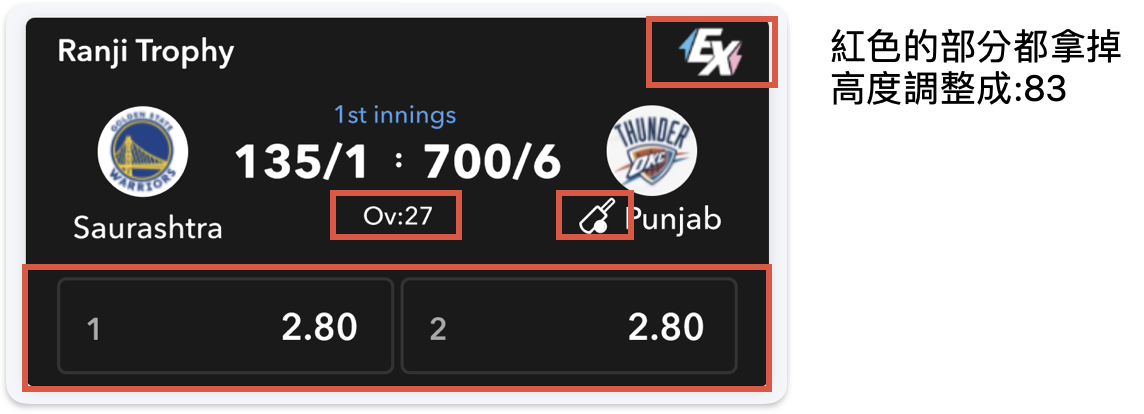 Ranji Trophy
EX
紅色的部分都拿掉
高度調整成:83
1st innings
GOLDEN STATE
WARRIORS
THUNDER
OKC
135/1 : 700/6
Ov:27
Saurashtra
Punjab
1 2.80
2 2.80